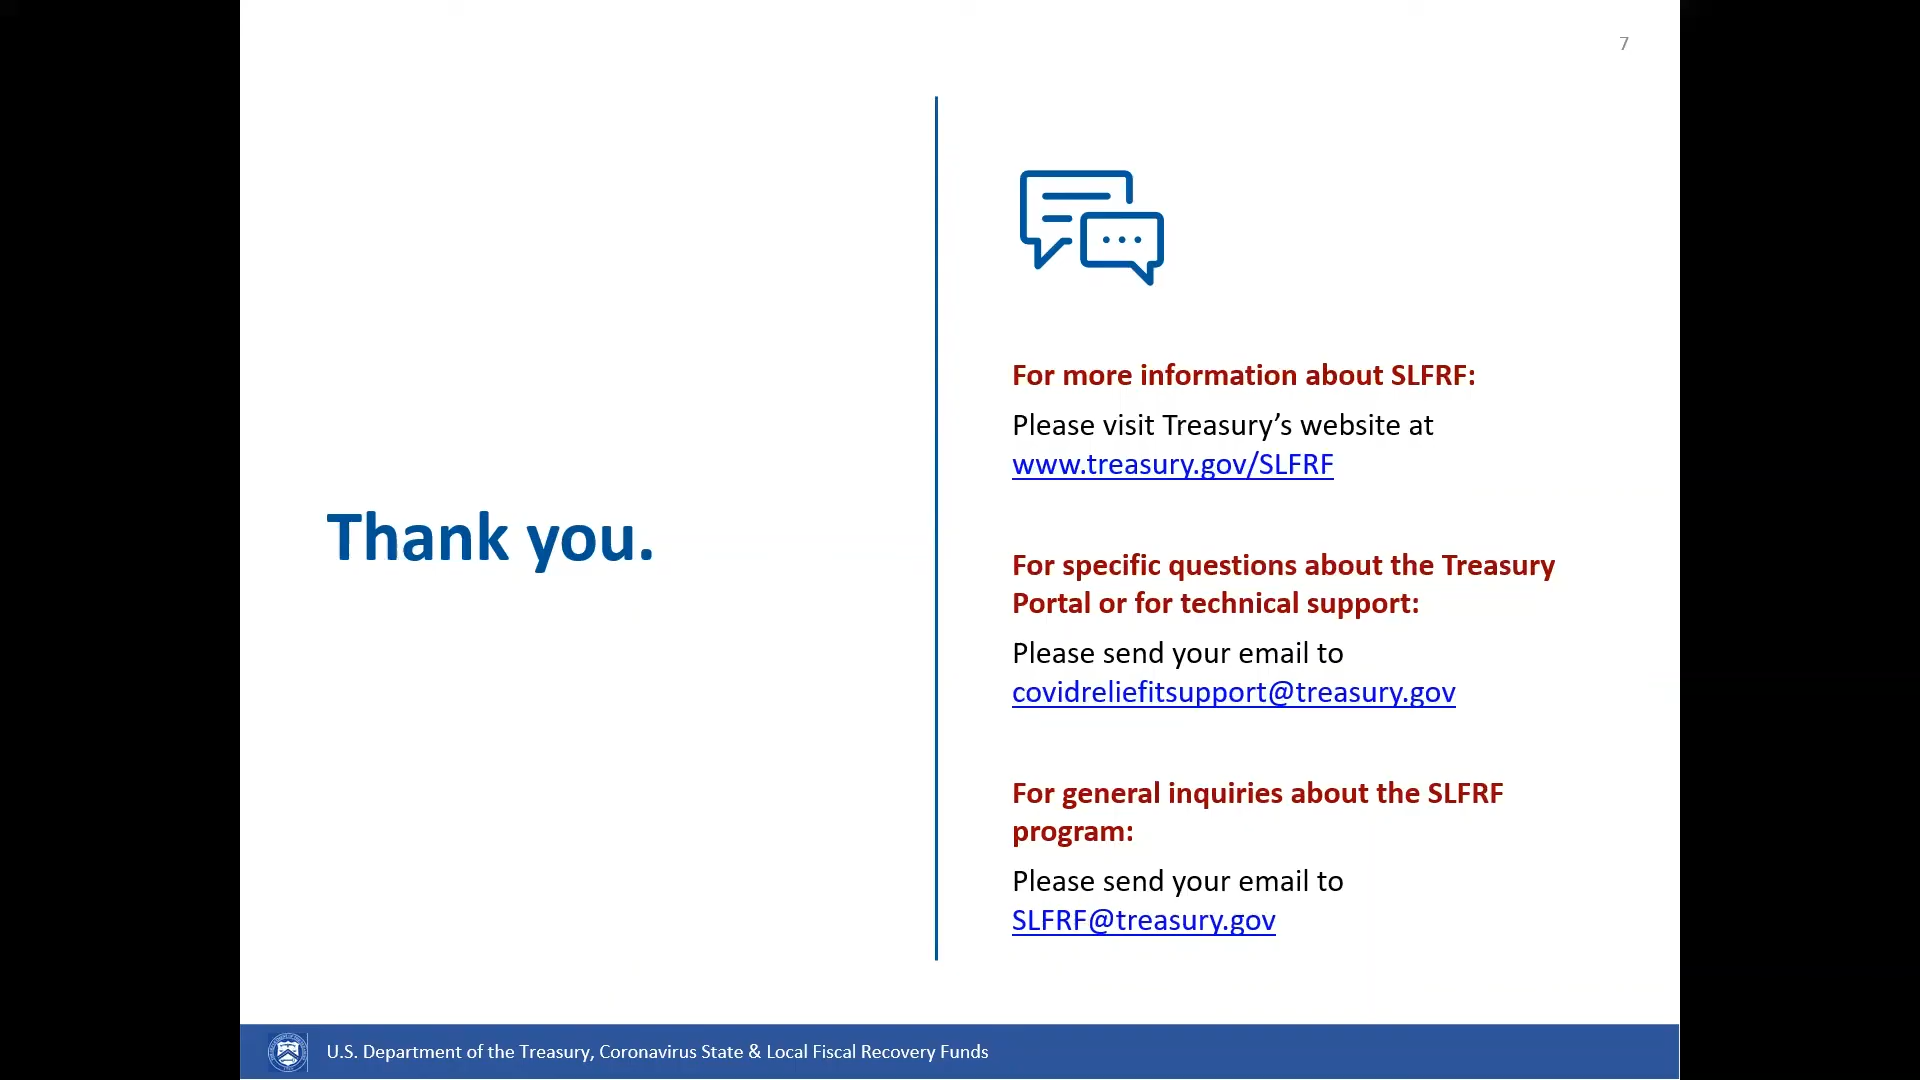 7
Thank you.
For more information about SLFRF:
Please visit Treasury’s website at
www.treasury.gov/SLFRF
For specific questions about the Treasury
Portal or for technical support:
Please send your email to
covidreliefitsupport@treasury.gov
For general inquiries about the SLFRF
program:
Please send your email to
SLFRF@treasury.gov
U.S. Department of the Treasury, Coronavirus State & Local Fiscal Recovery Funds